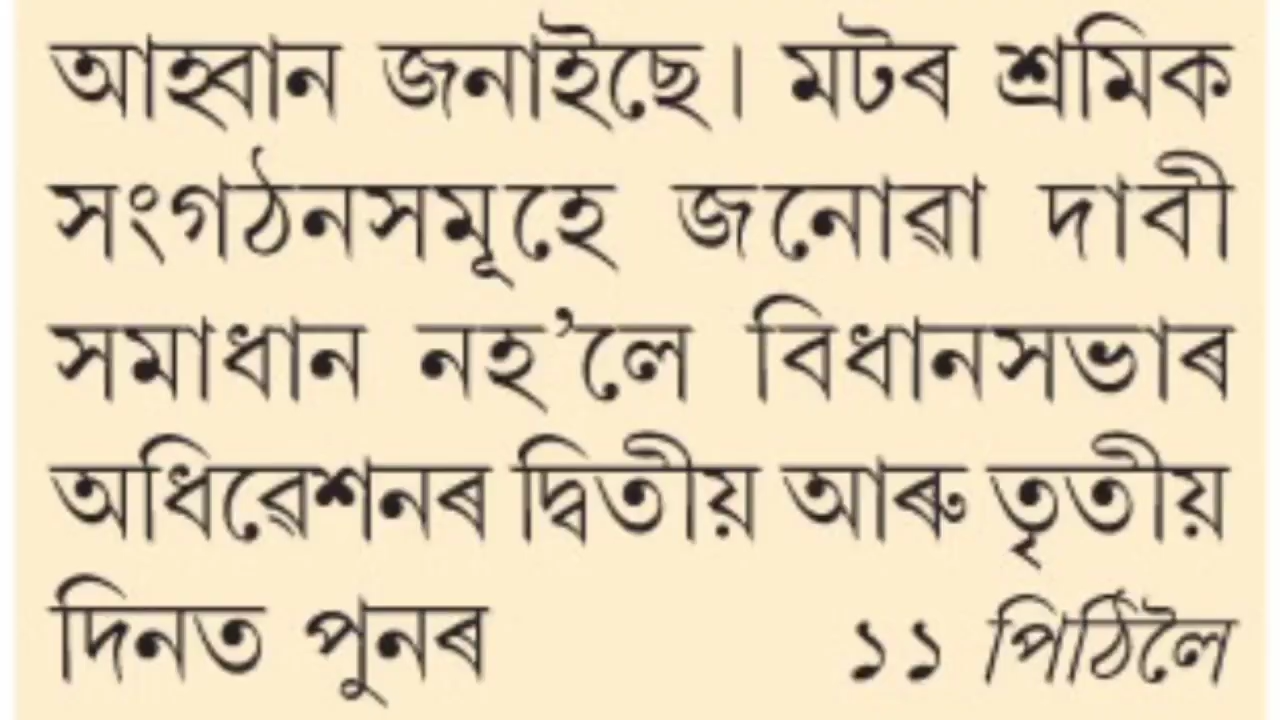 আহ্বান জনাইছে। মটৰ শ্ৰমিক
সংগঠনসমূহে জনোৱা দাবী
সমাধান নহ’লে বিধানসভাৰ
অধিৱেশনৰ দ্বিতীয় আৰু তৃতীয়
দিনত পুনৰ ১১ পিঠিলৈ